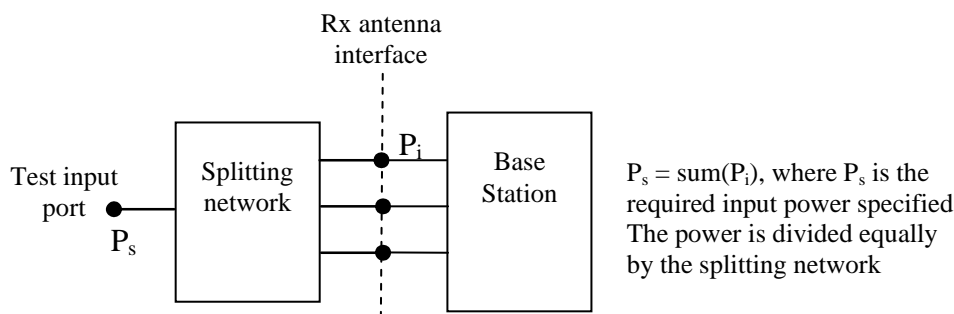 Rx antenna
interface
Test input
port
P_s
Splitting
network
P_i
Base
Station
P_s = sum(P_i), where P_s is the
required input power specified
The power is divided equally
by the splitting network